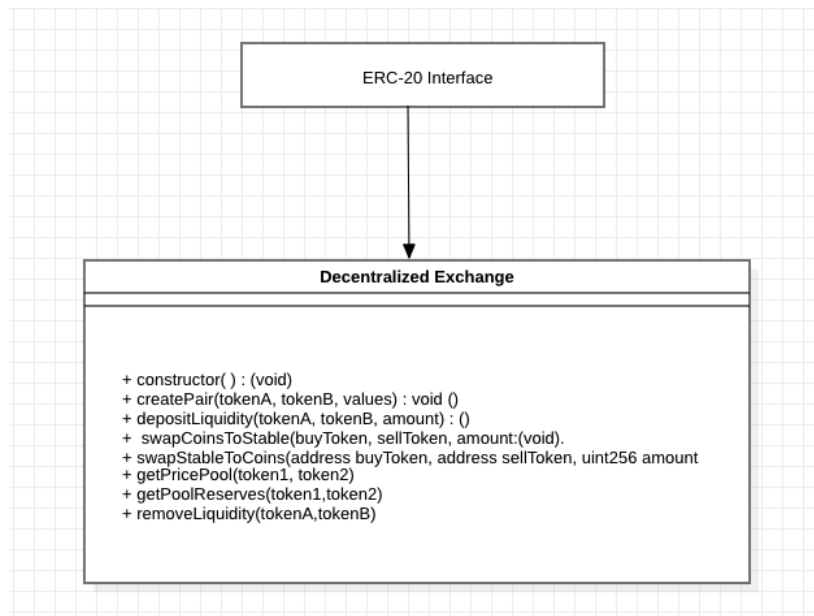 ERC-20 Interface
Decentralized Exchange
+ constructor( ) : (void)
+ createPair(tokenA, tokenB, values) : void ()
+ depositLiquidity(tokenA, tokenB, amount) : ()
+  swapCoinsToStable(buyToken, sellToken, amount:(void).
+ swapStableToCoins(address buyToken, address sellToken, uint256 amount
+ getPricePool(token1, token2)
+ getPoolReserves(token1,token2)
+ removeLiquidity(tokenA,tokenB)